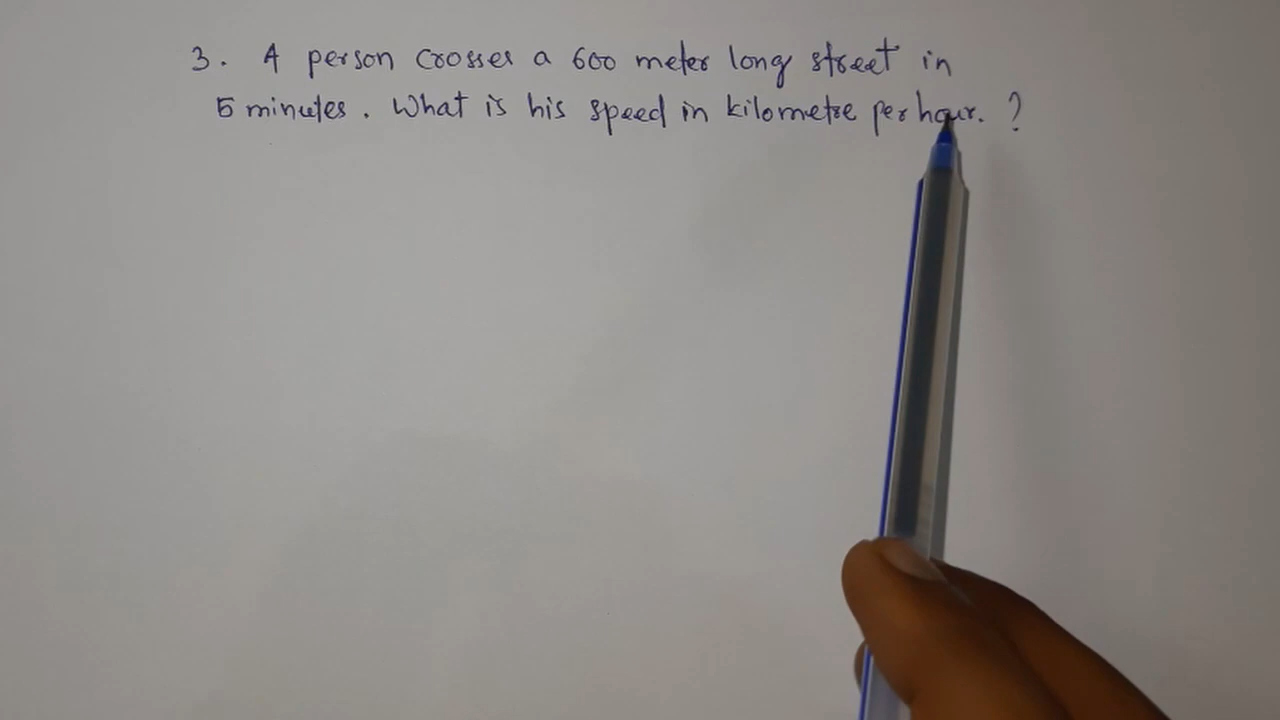 3. A person crosses a 600 meter long street in
5 minutes. What is his speed in kilometre per hour. ?